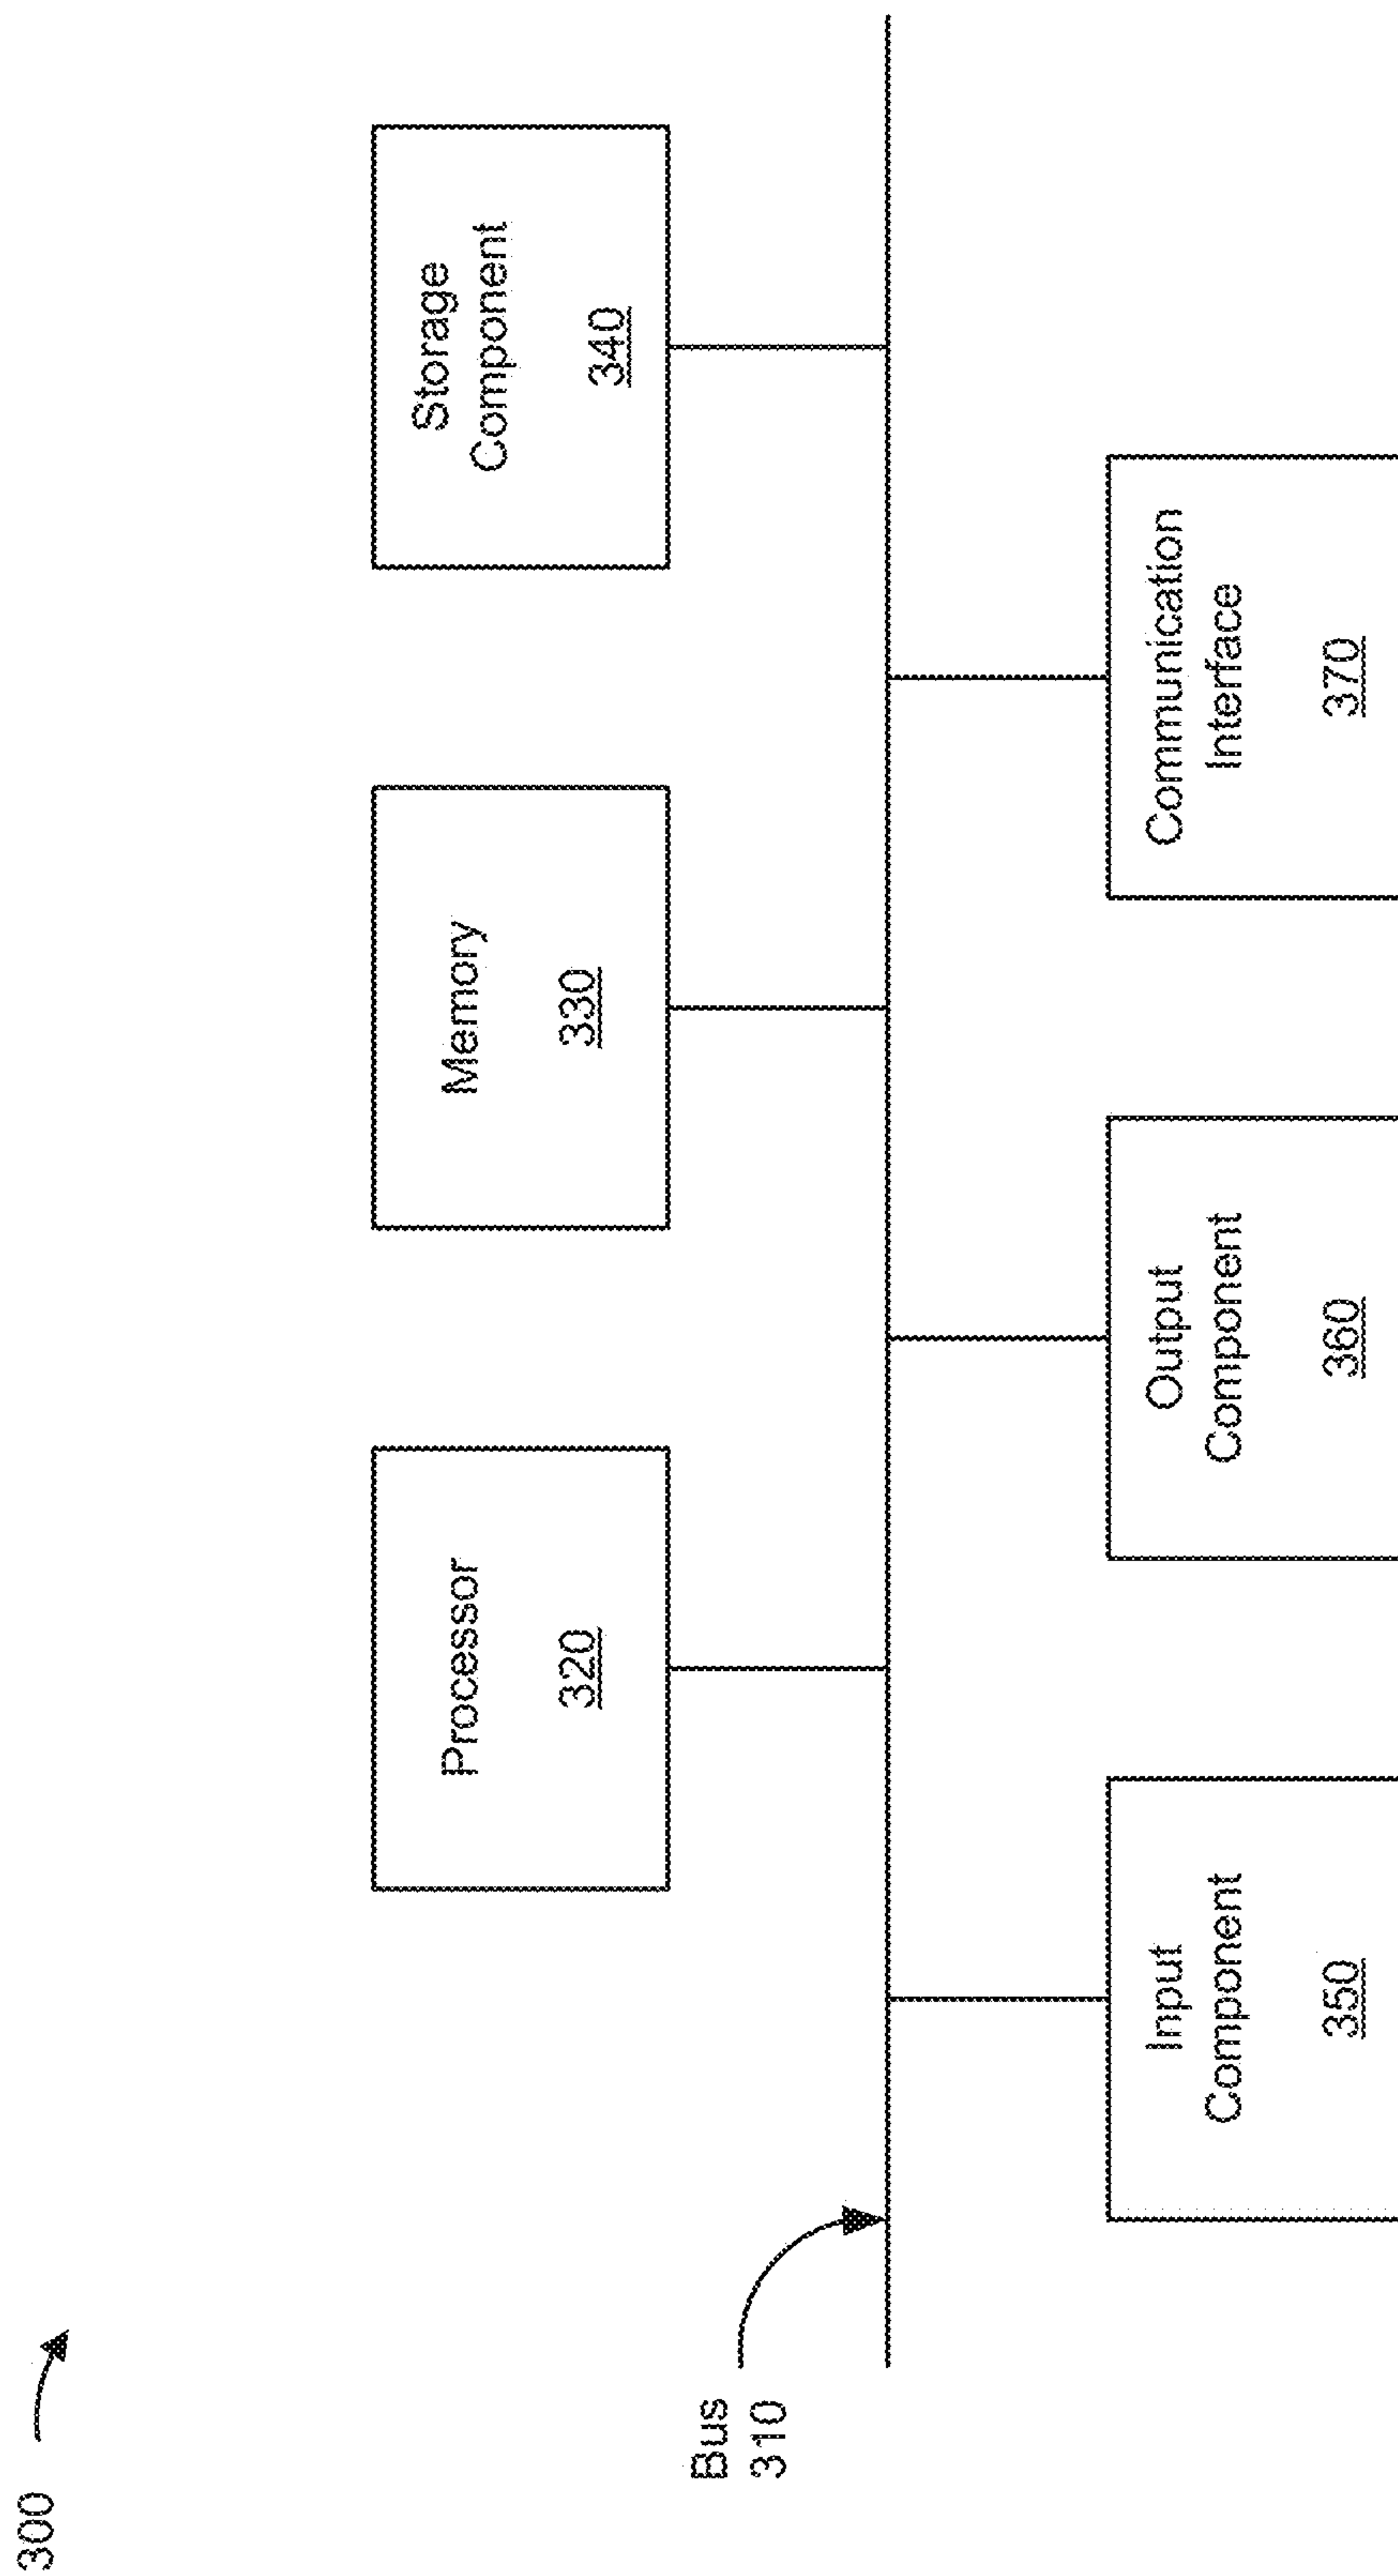 300
Processor
320
Memory
330
Storage
Component
340
Bus
310
Input
Component
350
Output
Component
360
Communication
Interface
370